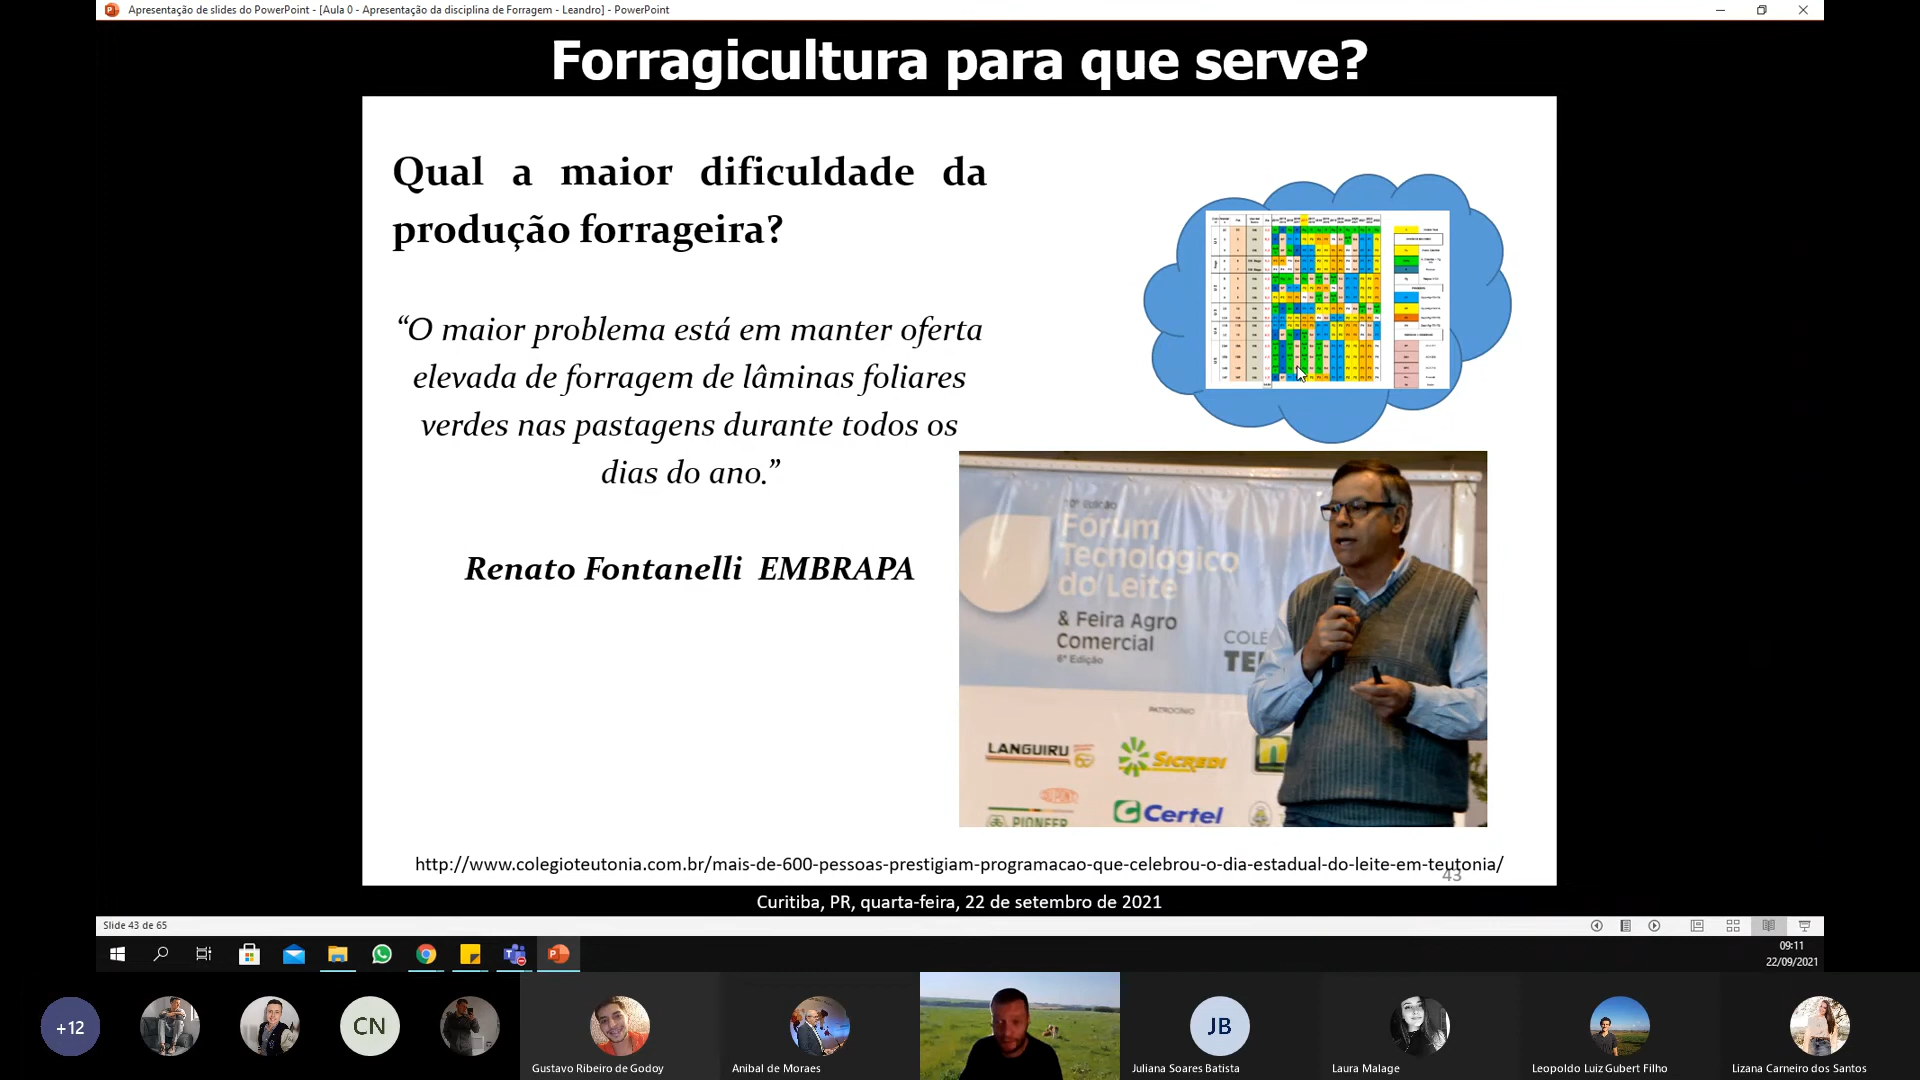 Apresentação de slides do PowerPoint - [Aula 0 - Apresentação da disciplina de Forragem - Leandro] - PowerPoint
Forragicultura para que serve?
Qual a maior dificuldade da
produção forrageira?
“O maior problema está em manter oferta
elevada de forragem de lâminas foliares
verdes nas pastagens durante todos os
dias do ano.”
Renato Fontanelli EMBRAPA
Fórum
Tecnológico
do Leite
& Feira Agro
Comercial
6ª Edição
COLÉ
TE
PATROCÍNIO
LANGUIRU
SICREDI
PIONEER
Certel
http://www.colegioteutonia.com.br/mais-de-600-pessoas-prestigiam-programacao-que-celebrou-o-dia-estadual-do-leite-em-teutonia/
43
Curitiba, PR, quarta-feira, 22 de setembro de 2021
Slide 43 de 65
09:11
22/09/2021
+12
CN
JB
Gustavo Ribeiro de Godoy
Anibal de Moraes
Juliana Soares Batista
Laura Malage
Leopoldo Luiz Gubert Filho
Lizana Carneiro dos Santos